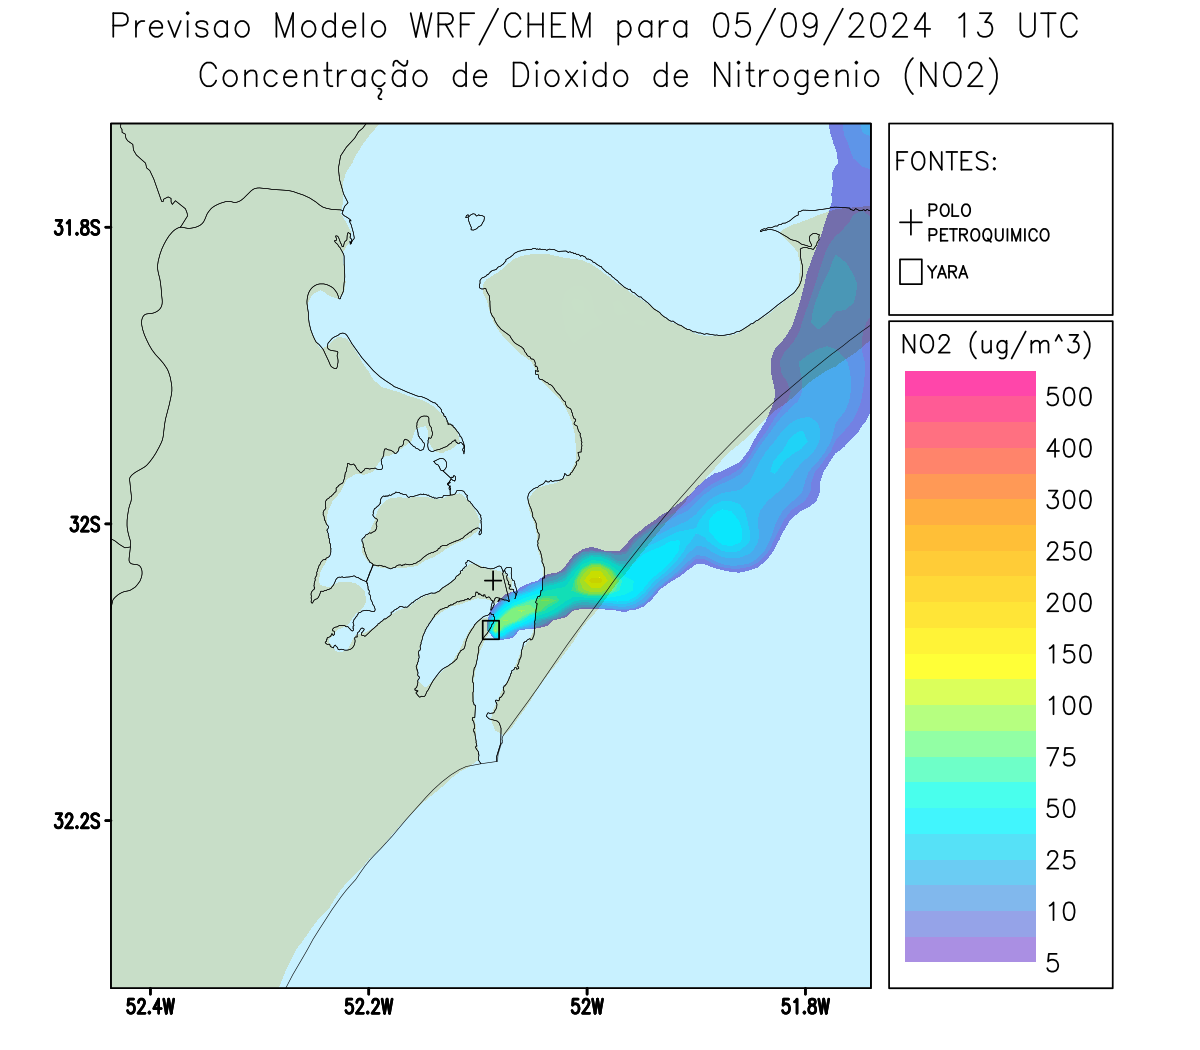 Previsao Modelo WRF/CHEM para 05/09/2024 13 UTC
Concentração de Dioxido de Nitrogenio (NO2)
FONTES:
POLO
PETROQUIMICO
YARA
NO2 (ug/m^3)
500
400
300
250
200
150
100
75
50
25
10
5
31.8S
32S
32.2S
52.4W
52.2W
52W
51.8W